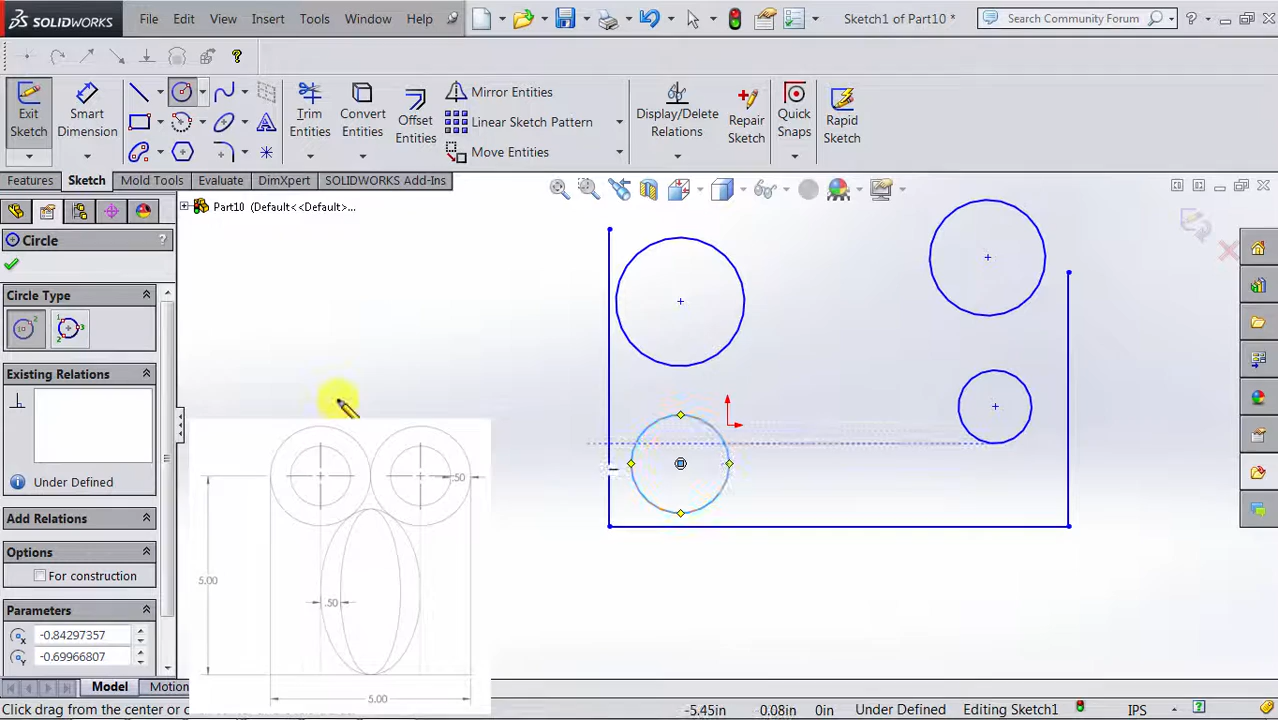 SOLIDWORKS File Edit View Insert Tools Window Help Sketch1 of Part10 * Search Community Forum
Exit Sketch
Smart Dimension
Trim Entities
Convert Entities
Offset Entities
Mirror Entities
Linear Sketch Pattern
Move Entities
Display/Delete Relations
Repair Sketch
Quick Snaps
Rapid Sketch
Features Sketch Mold Tools Evaluate DimXpert SOLIDWORKS Add-Ins
Part10 (Default<<Default>...
Circle ?
Circle Type
Existing Relations
Under Defined
Add Relations
Options
For construction
Parameters
-0.84297357
-0.69966807
.50
5.00
.50
5.00
Model Motion
Click drag from the center or c -5.45in 0.08in 0in Under Defined Editing Sketch1 IPS